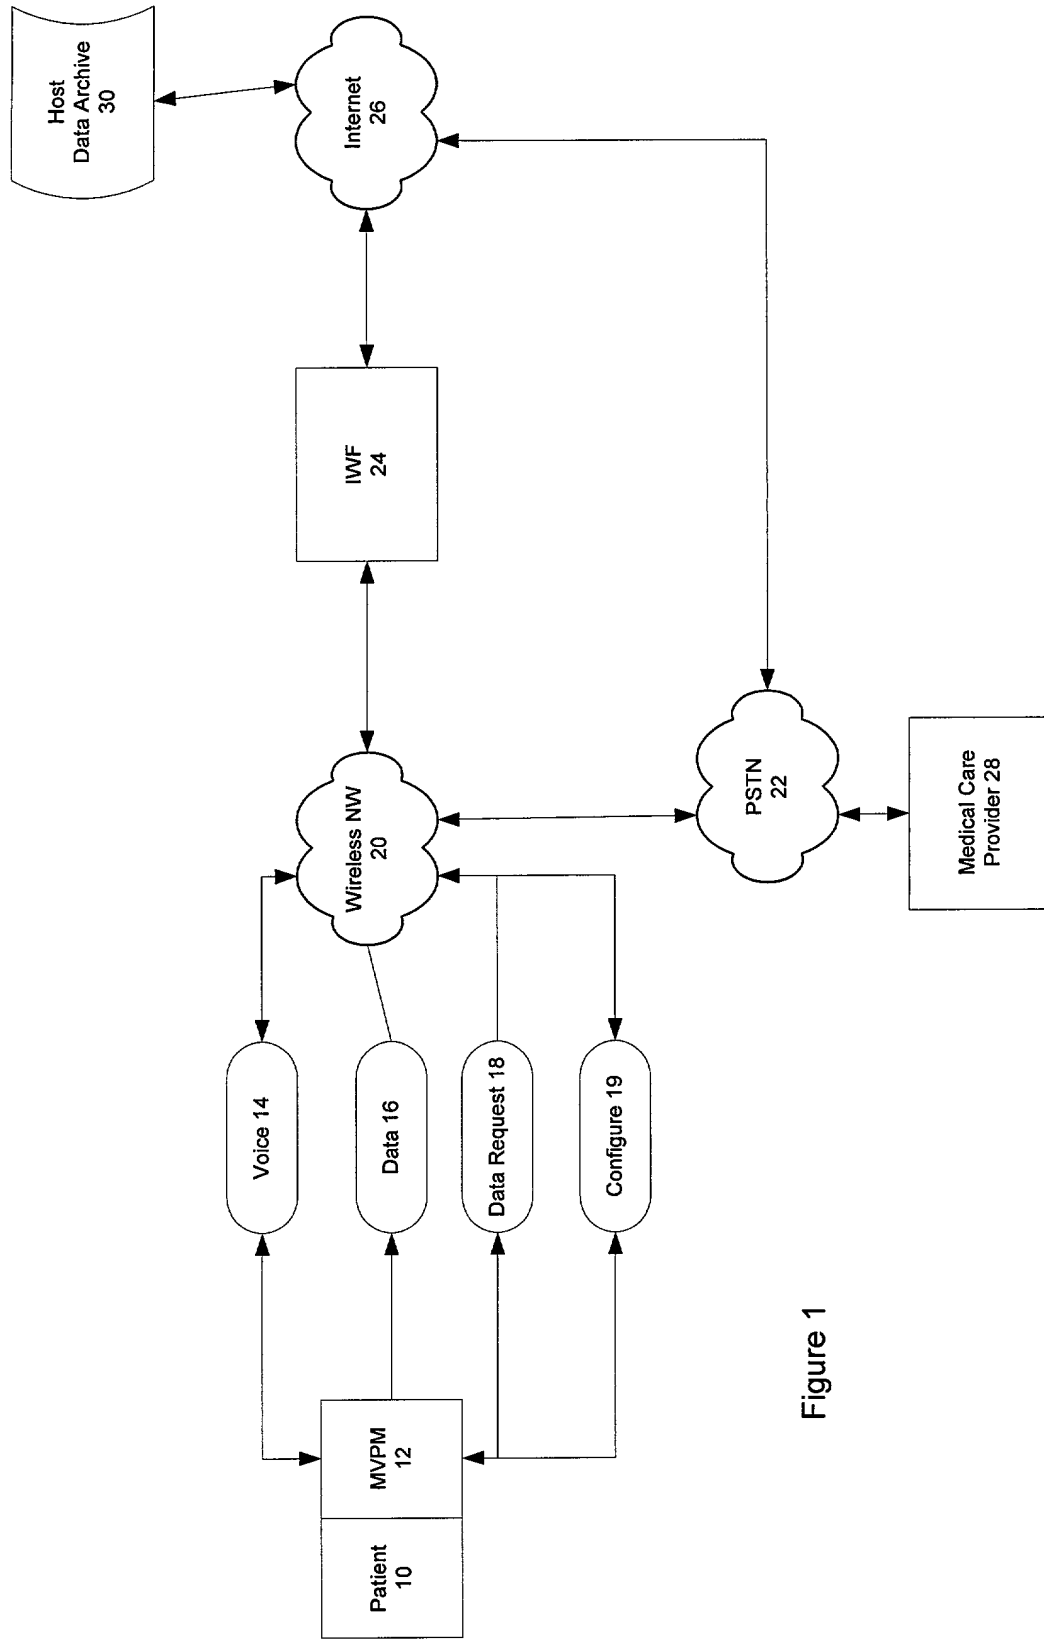 Patient
10
MVPM
12
Voice 14
Data 16
Data Request 18
Configure 19
Wireless NW
20
IWF
24
Internet
26
Host
Data Archive
30
PSTN
22
Medical Care
Provider 28
Figure 1